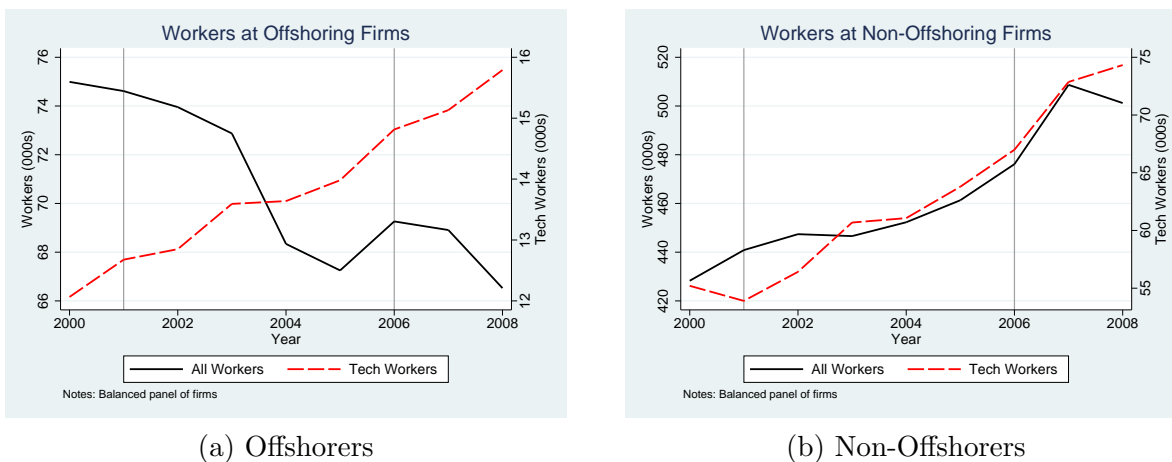 Workers at Offshoring Firms
Workers (000s)
76
74
72
70
68
66
Tech Workers (000s)
16
15
14
13
12
2000 2002 2004 2006 2008
Year
All Workers Tech Workers
Notes: Balanced panel of firms
(a) Offshorers
Workers at Non-Offshoring Firms
Workers (000s)
520
500
480
460
440
420
Tech Workers (000s)
75
70
65
60
55
2000 2002 2004 2006 2008
Year
All Workers Tech Workers
Notes: Balanced panel of firms
(b) Non-Offshorers